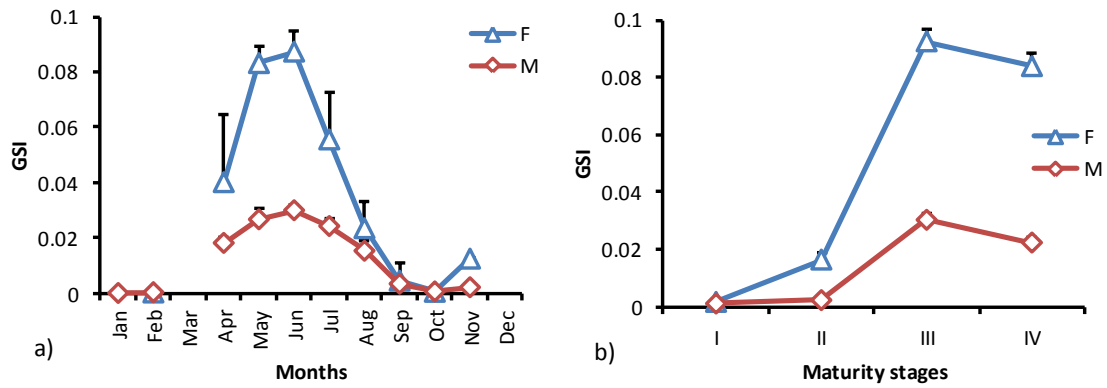 0.1
0.08
0.06
0.04
0.02
0
GSI
F
M
Jan
Feb
Mar
Apr
May
Jun
Jul
Aug
Sep
Oct
Nov
Dec
a)
Months
0.1
0.08
0.06
0.04
0.02
0
GSI
F
M
I
II
III
IV
b)
Maturity stages